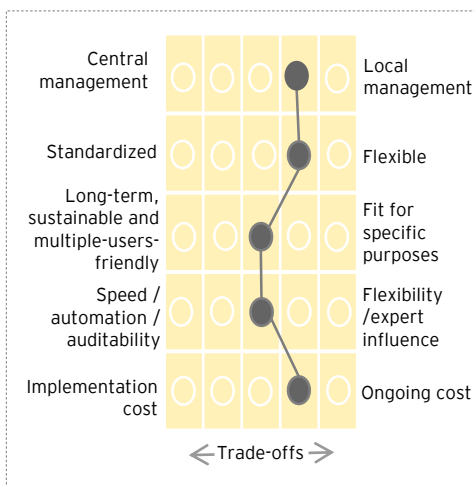 Central
management
Local
management
Standardized
Flexible
Long-term,
sustainable and
multiple-users-
friendly
Fit for
specific
purposes
Speed /
automation /
auditability
Flexibility
/expert
influence
Implementation
cost
Ongoing cost
Trade-offs